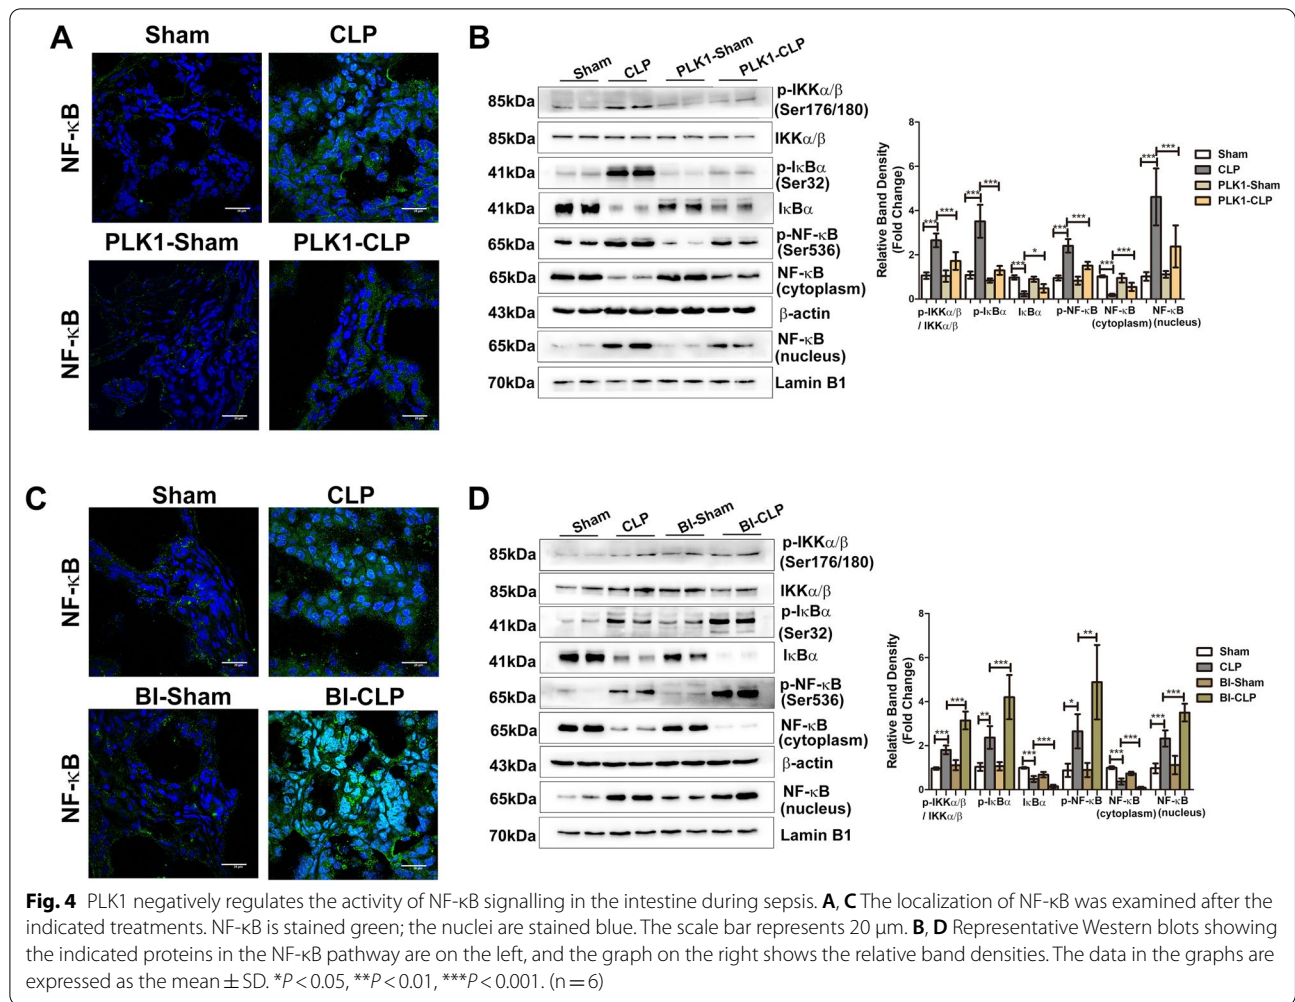 A
Sham
CLP
NF-κB
PLK1-Sham
PLK1-CLP
NF-κB
B
Sham
CLP
PLK1-Sham
PLK1-CLP
85kDa
p-IKKα/β
(Ser176/180)
85kDa
IKKα/β
41kDa
p-IκBα
(Ser32)
41kDa
IκBα
65kDa
p-NF-κB
(Ser536)
65kDa
NF-κB
(cytoplasm)
43kDa
β-actin
65kDa
NF-κB
(nucleus)
70kDa
Lamin B1
Relative Band Density
(Fold Change)
8
6
4
2
0
Sham
CLP
PLK1-Sham
PLK1-CLP
*** ***
*** ***
*** *
*** ***
*** ***
*** ***
p-IKKα/β
/ IKKα/β
p-IκBα
IκBα
p-NF-κB
NF-κB
(cytoplasm)
NF-κB
(nucleus)
C
Sham
CLP
NF-κB
BI-Sham
BI-CLP
NF-κB
D
Sham
CLP
BI-Sham
BI-CLP
85kDa
p-IKKα/β
(Ser176/180)
85kDa
IKKα/β
41kDa
p-IκBα
(Ser32)
41kDa
IκBα
65kDa
p-NF-κB
(Ser536)
65kDa
NF-κB
(cytoplasm)
43kDa
β-actin
65kDa
NF-κB
(nucleus)
70kDa
Lamin B1
Relative Band Density
(Fold Change)
8
6
4
2
0
Sham
CLP
BI-Sham
BI-CLP
*** ***
** ***
*** ***
* **
*** ***
*** ***
p-IKKα/β
/ IKKα/β
p-IκBα
IκBα
p-NF-κB
NF-κB
(cytoplasm)
NF-κB
(nucleus)
Fig. 4 PLK1 negatively regulates the activity of NF-κB signalling in the intestine during sepsis. A, C The localization of NF-κB was examined after the
indicated treatments. NF-κB is stained green; the nuclei are stained blue. The scale bar represents 20 μm. B, D Representative Western blots showing
the indicated proteins in the NF-κB pathway are on the left, and the graph on the right shows the relative band densities. The data in the graphs are
expressed as the mean ± SD. *P < 0.05, **P < 0.01, ***P < 0.001. (n = 6)